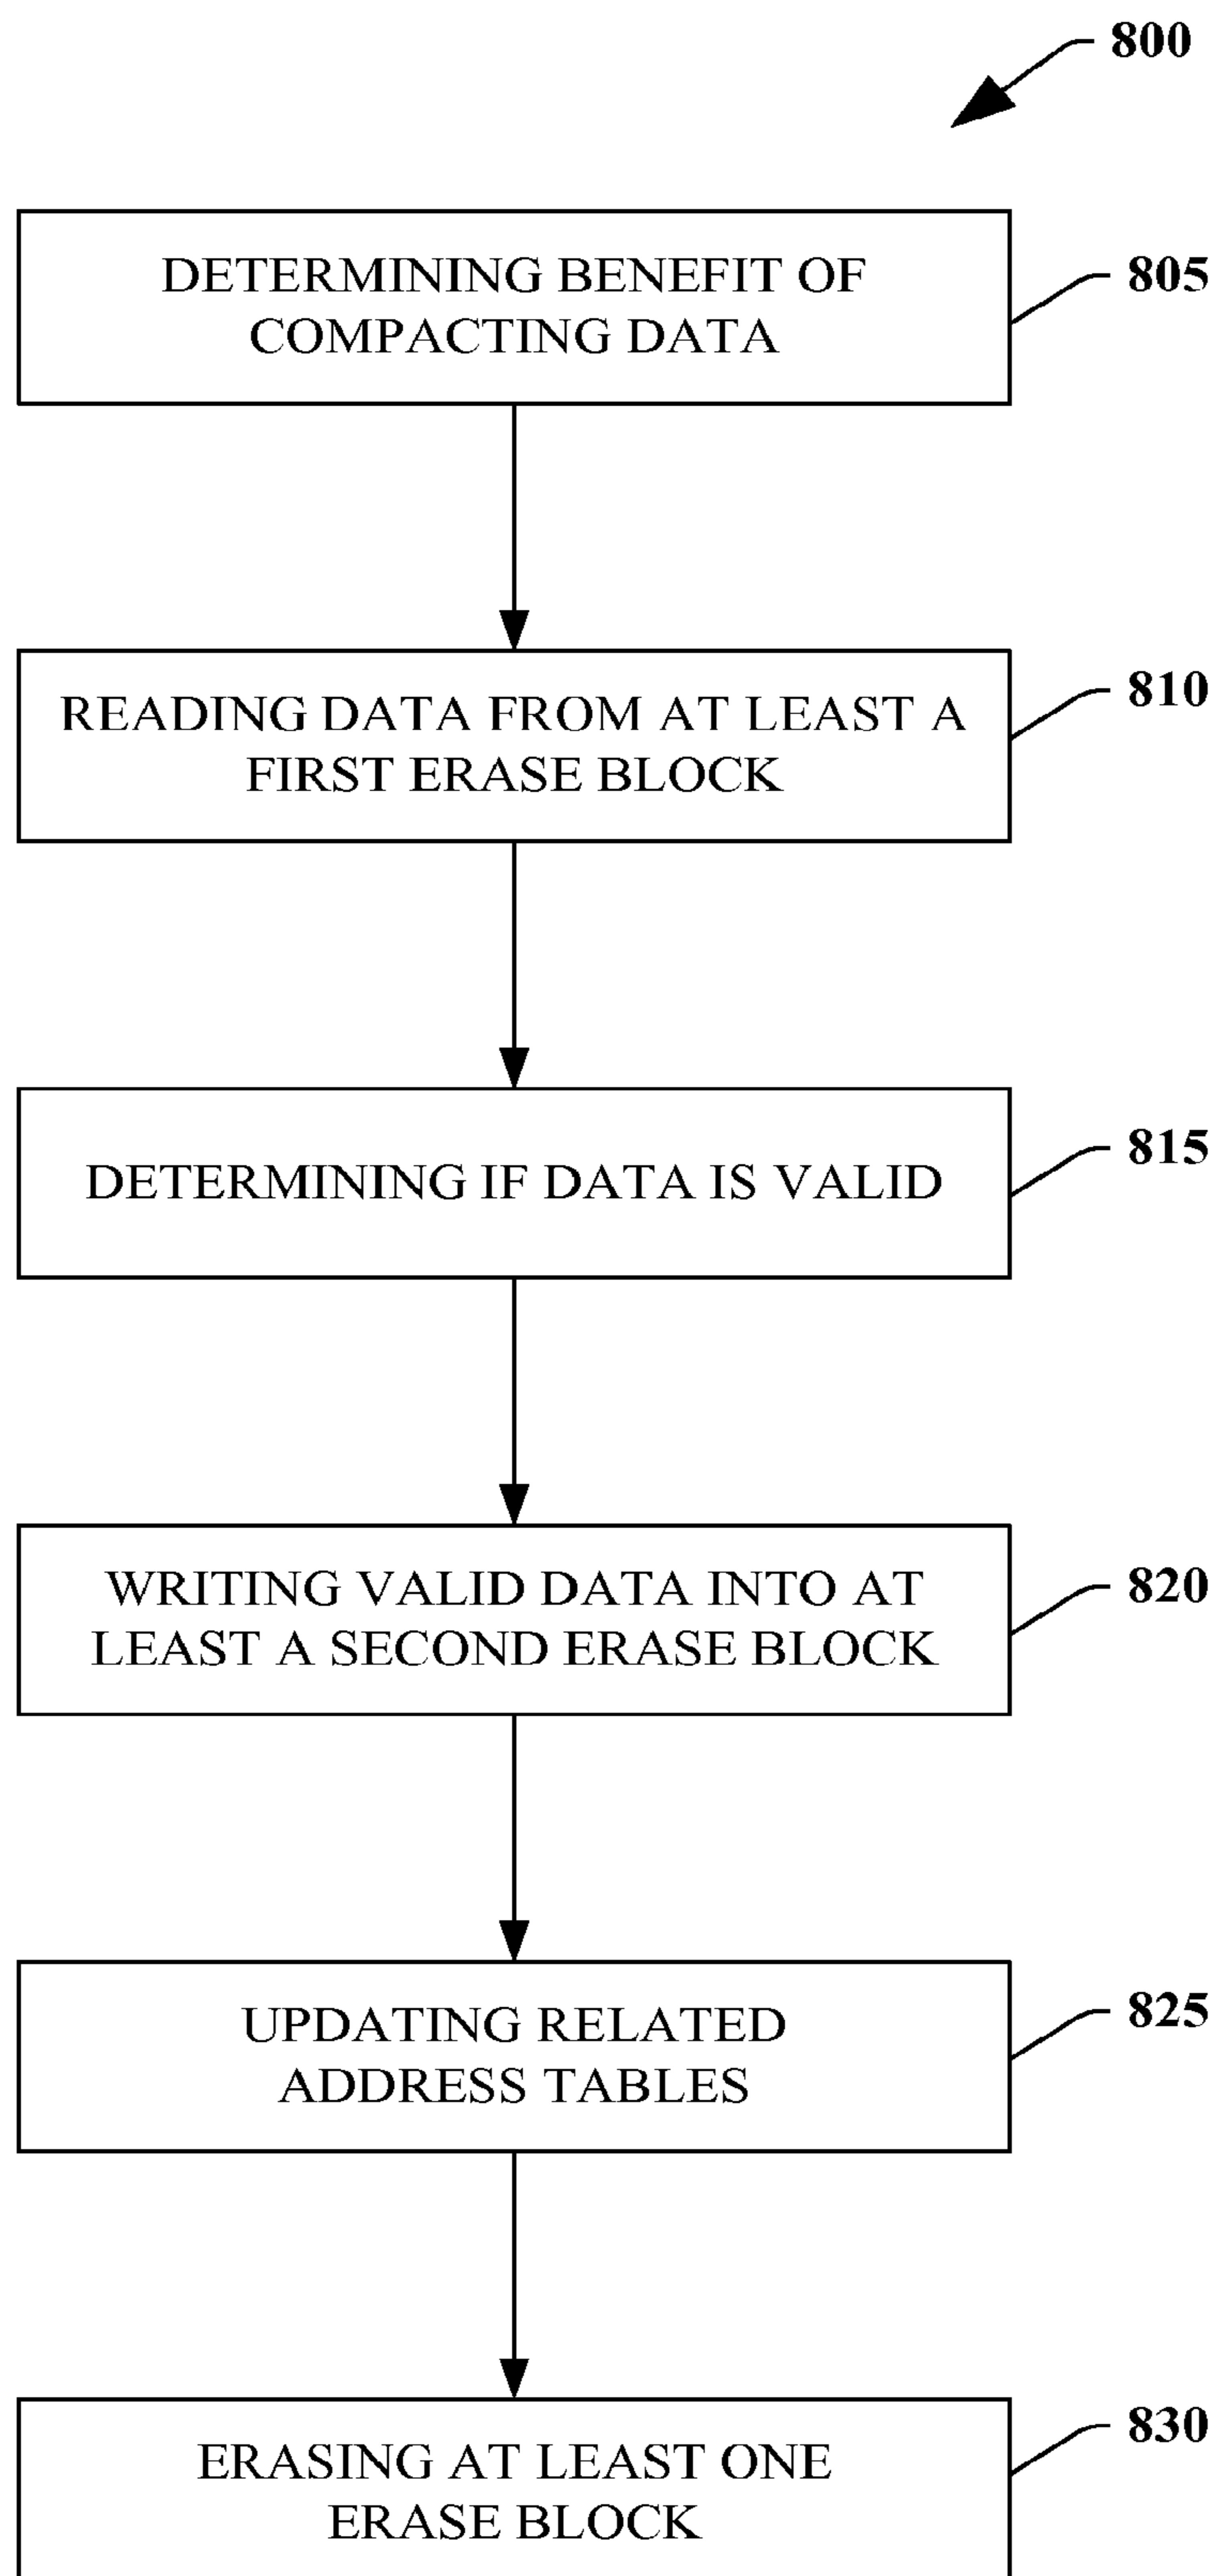 800
DETERMINING BENEFIT OF
COMPACTING DATA
805
READING DATA FROM AT LEAST A
FIRST ERASE BLOCK
810
DETERMINING IF DATA IS VALID
815
WRITING VALID DATA INTO AT
LEAST A SECOND ERASE BLOCK
820
UPDATING RELATED
ADDRESS TABLES
825
ERASING AT LEAST ONE
ERASE BLOCK
830